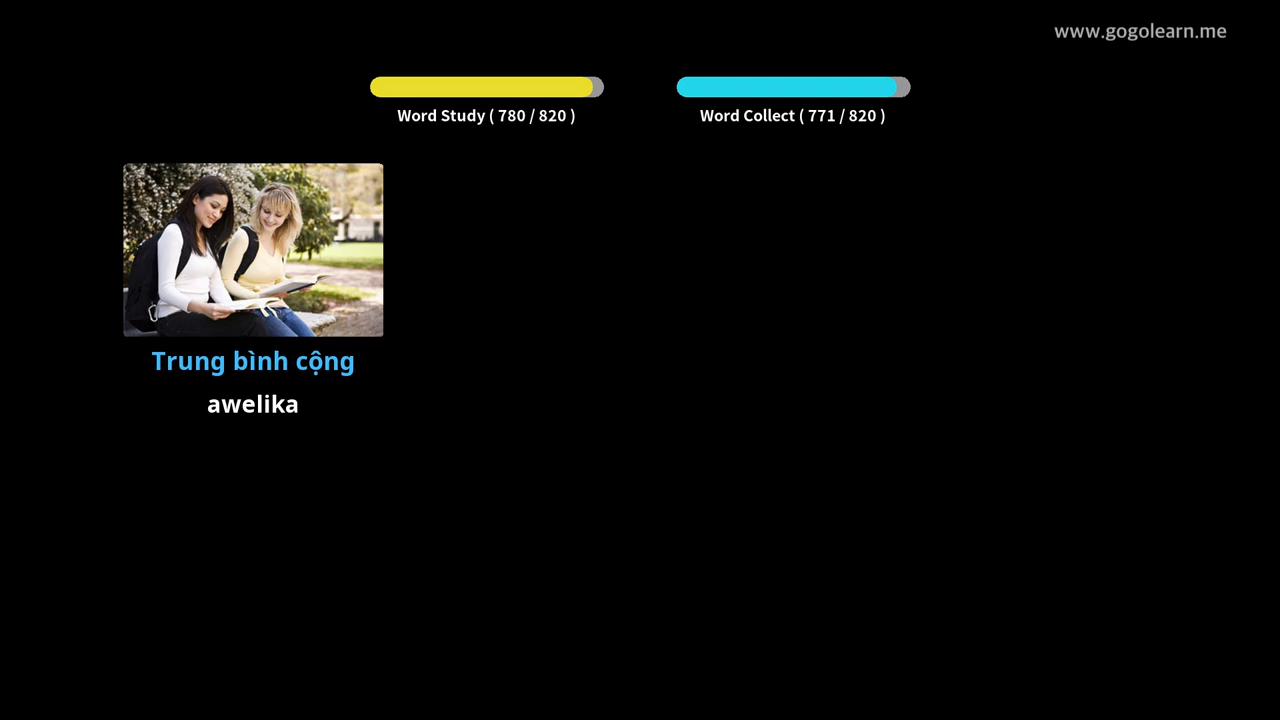 www.gogolearn.me
Word Study ( 780 / 820 )
Word Collect ( 771 / 820 )
Trung bình cộng
awelika